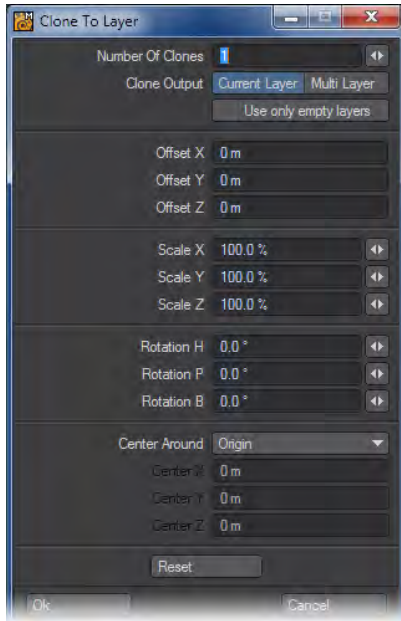 Clone To Layer
Number Of Clones 1
Clone Output Current Layer Multi Layer
Use only empty layers
Offset X 0 m
Offset Y 0 m
Offset Z 0 m
Scale X 100.0 %
Scale Y 100.0 %
Scale Z 100.0 %
Rotation H 0.0 °
Rotation P 0.0 °
Rotation B 0.0 °
Center Around Origin
Center X 0 m
Center Y 0 m
Center Z 0 m
Reset
Ok Cancel